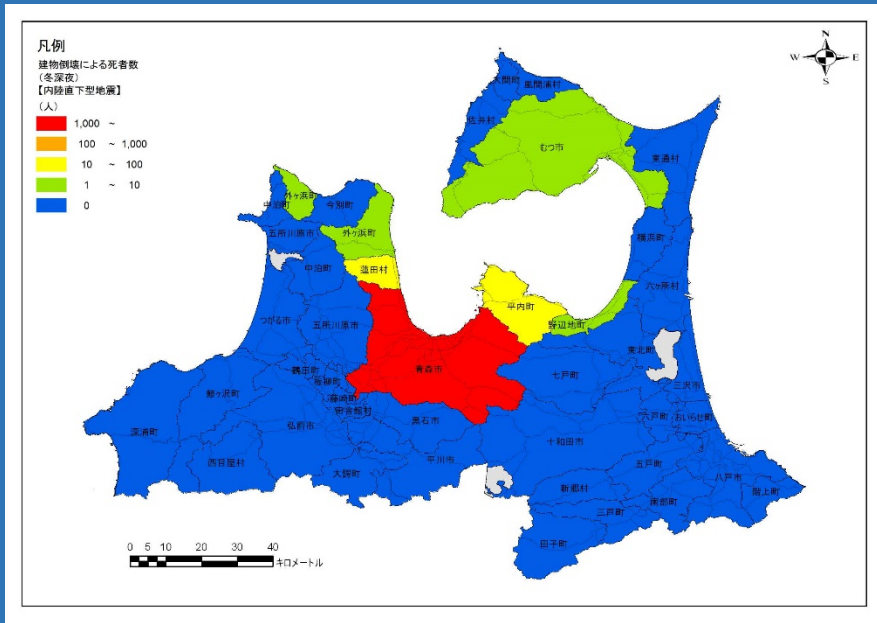 凡例
建物倒壊による死者数
(冬深夜)
【内陸直下型地震】
(人)
1,000 ~
100 ~ 1,000
10 ~ 100
1 ~ 10
0
N
W E
S
大間町
風間浦村
佐井村
むつ市
東通村
外ヶ浜町
中泊町
今別町
五所川原市
外ヶ浜町
横浜町
中泊町
蓬田村
六ヶ所村
平内町
つがる市
五所川原市
野辺地町
東北町
青森市
七戸町
鶴田町
板柳町
三沢市
鰺ヶ沢町
藤崎町
田舎館村
六戸町
おいらせ町
深浦町
弘前市
黒石市
十和田市
西目屋村
平川市
五戸町
大鰐町
八戸市
新郷村
階上町
南部町
三戸町
田子町
0 5 10 20 30 40
キロメートル